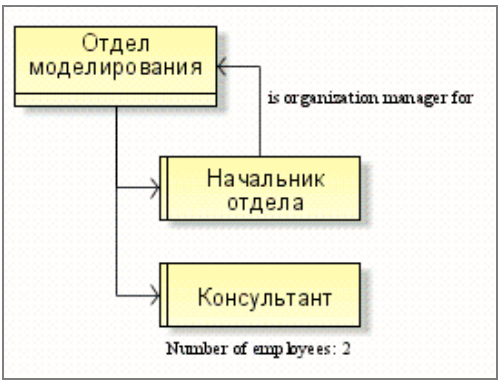 Отдел
моделирования
is organization manager for
Начальник
отдела
Консультант
Number of employees: 2